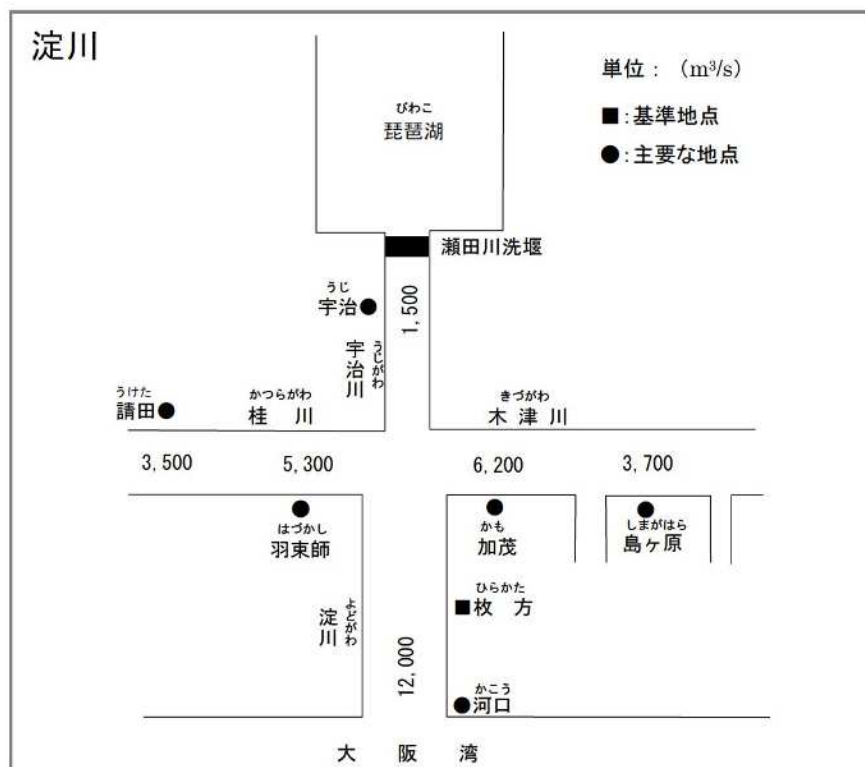 淀川
単位： （m³/s）
■:基準地点
●:主要な地点
びわこ
琵琶湖
瀬田川洗堰
うじ
宇治●
1,500
宇治川
うじがわ
うけた
請田●
かつらがわ
桂 川
きづがわ
木 津 川
3,500
5,300
6,200
3,700
はづかし
羽束師
かも
加茂
しまがはら
島ヶ原
ひらかた
■枚 方
淀川
よどがわ
12,000
かこう
●河口
大 阪 湾